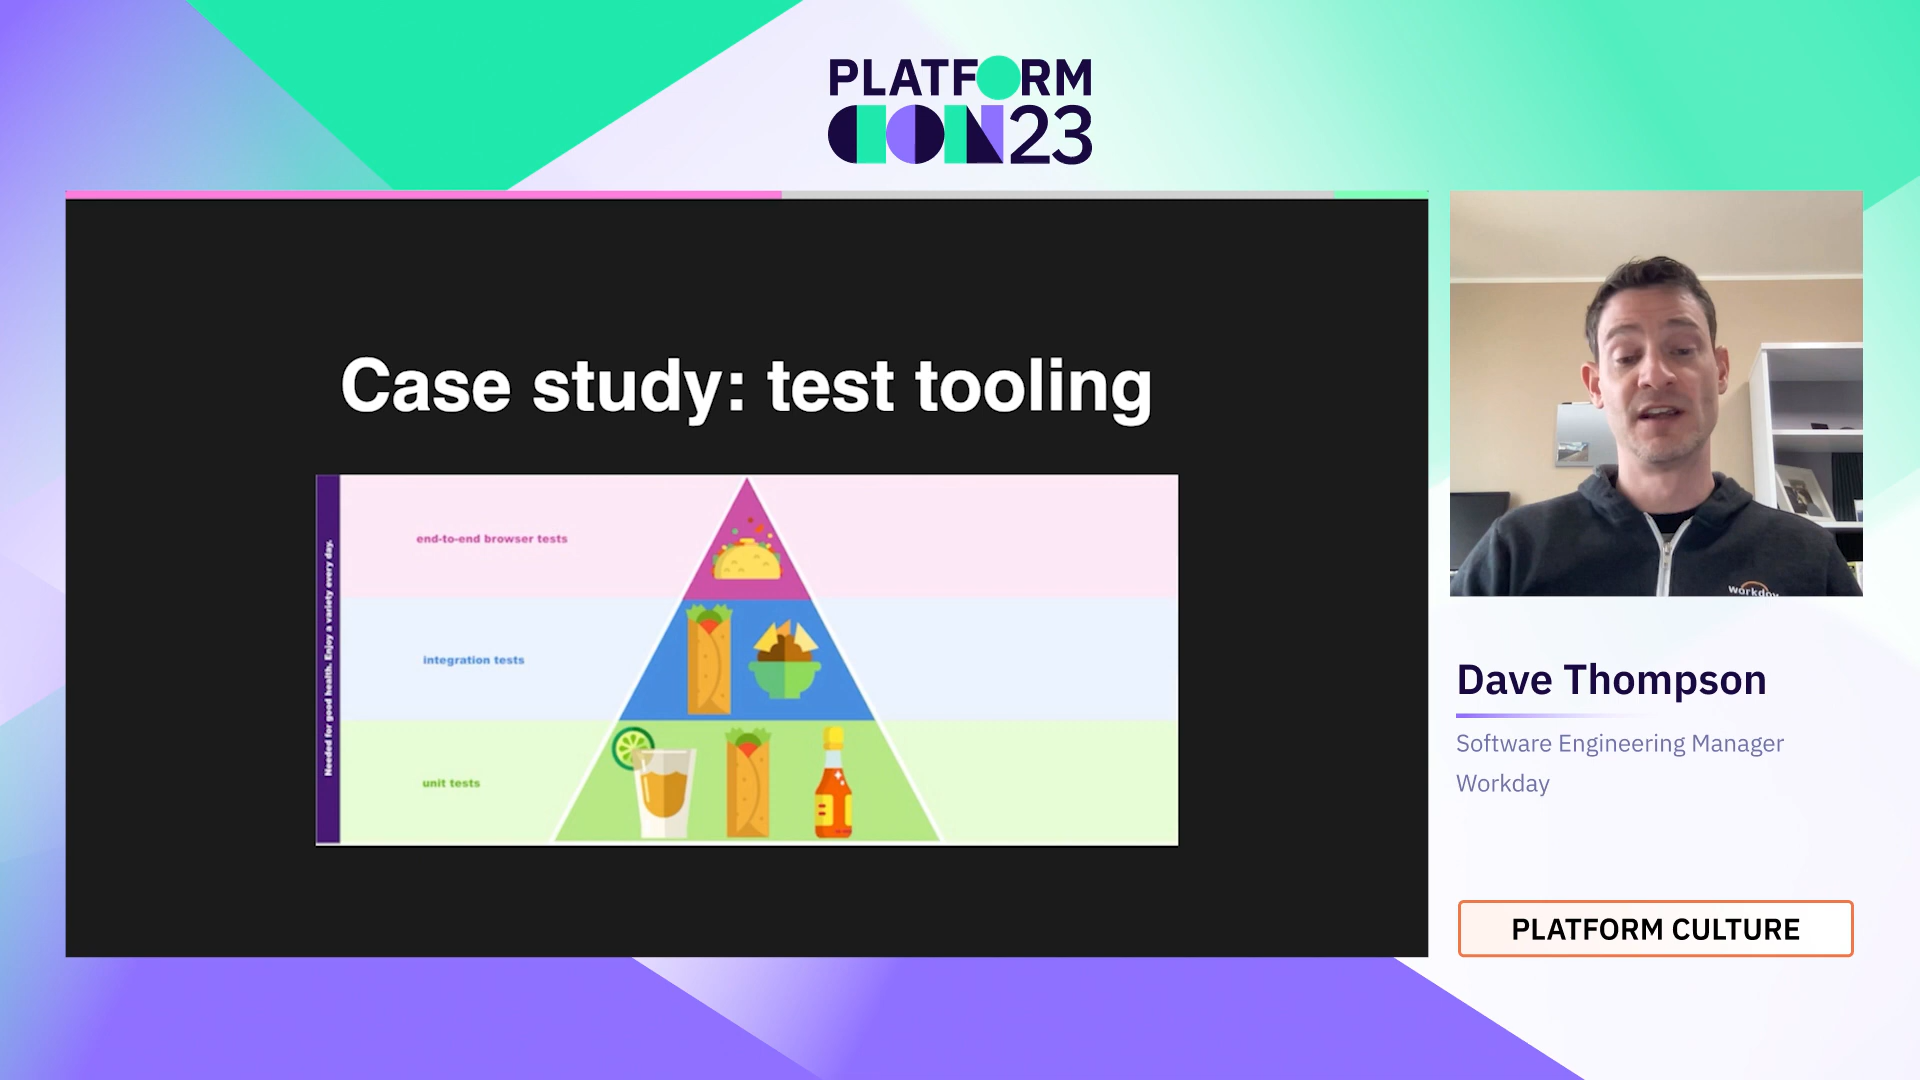 PLATFORM
CON23
Case study: test tooling
Needed for good health. Enjoy a variety every day.
end-to-end browser tests
integration tests
unit tests
workday
Dave Thompson
Software Engineering Manager
Workday
PLATFORM CULTURE